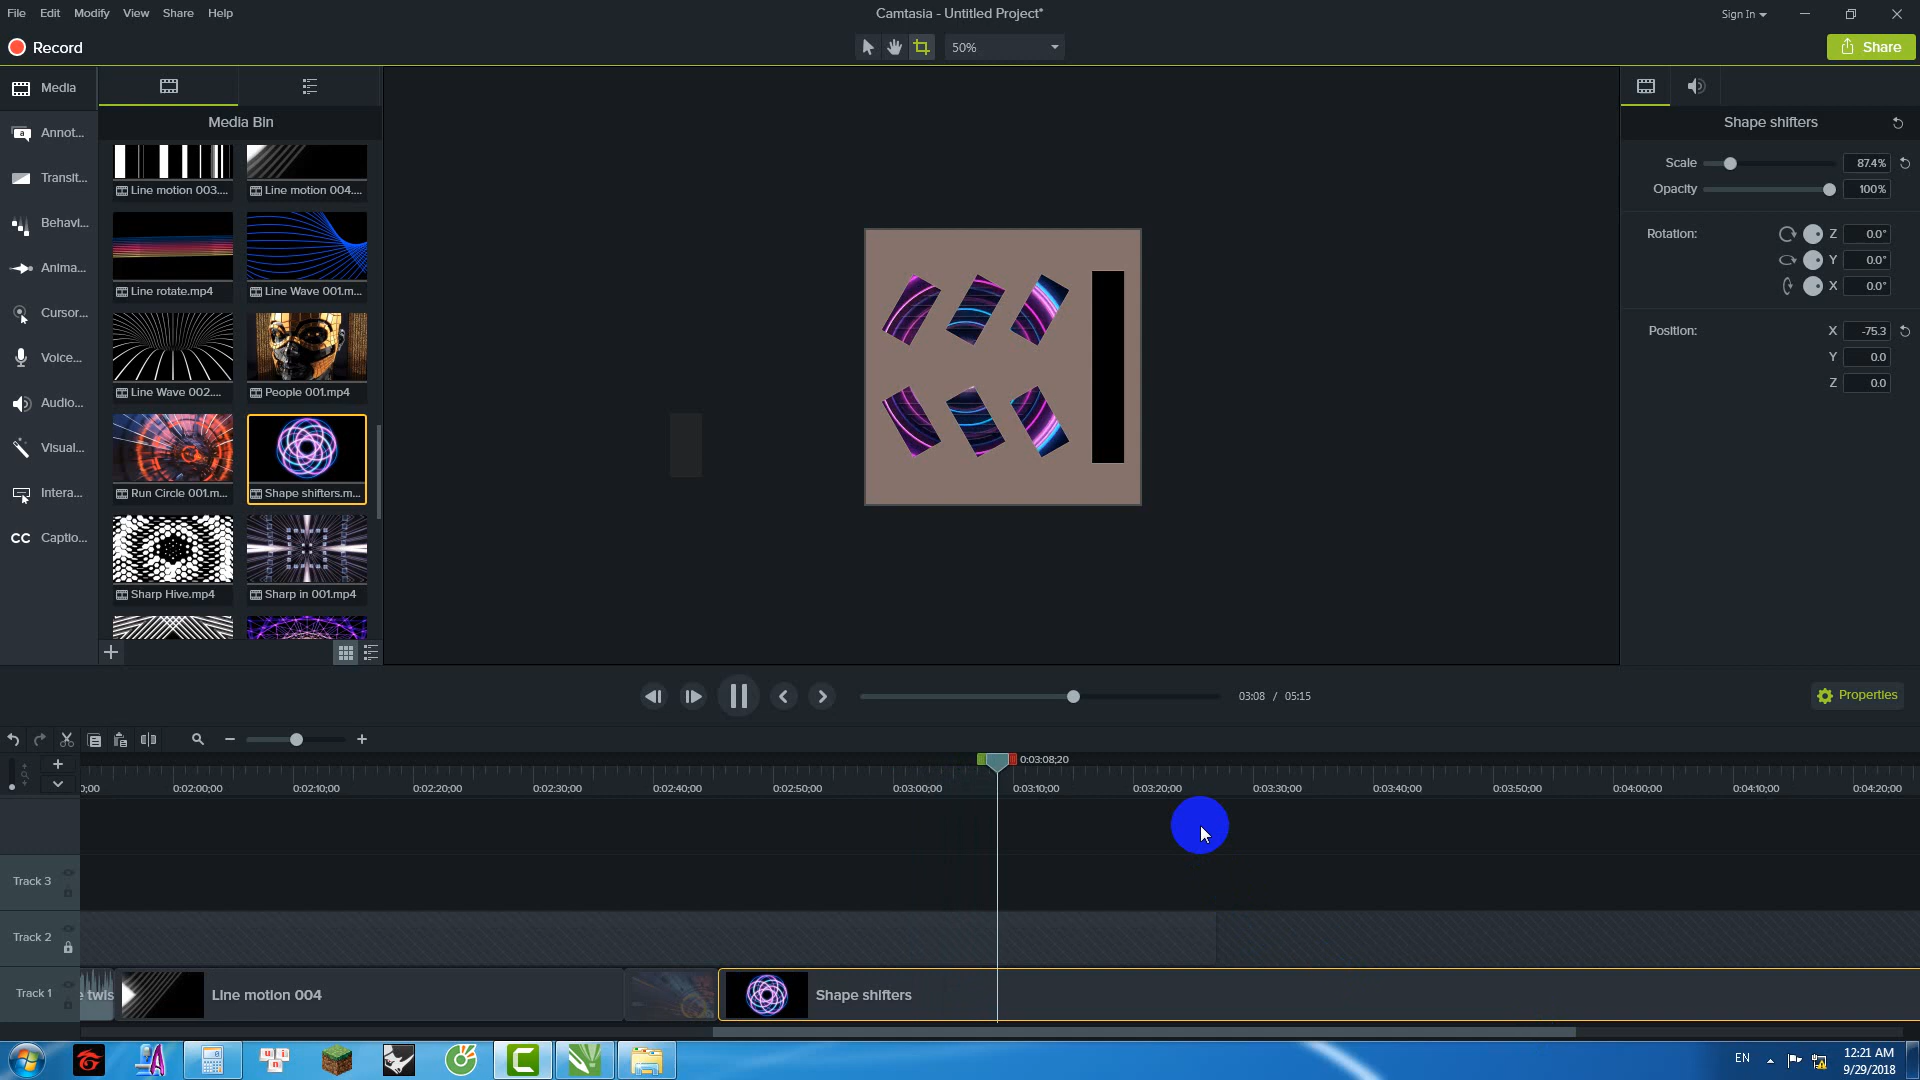 File Edit Modify View Share Help
Camtasia - Untitled Project*
Sign In
Record
50%
Share
Media
Annot...
Transit...
Behavi...
Anima...
Cursor...
Voice...
Audio...
Visual...
Intera...
CC Captio...
Media Bin
Line motion 003....
Line motion 004....
Line rotate.mp4
Line Wave 001.m...
Line Wave 002....
People 001.mp4
Run Circle 001.m...
Shape shifters.m...
Sharp Hive.mp4
Sharp in 001.mp4
Shape shifters
Scale 87.4%
Opacity 100%
Rotation: Z 0.0°
Y 0.0°
X 0.0°
Position: X -75.3
Y 0.0
Z 0.0
03:08 / 05:15
Properties
0:03:08;20
;00 0:02:00;00 0:02:10;00 0:02:20;00 0:02:30;00 0:02:40;00 0:02:50;00 0:03:00;00 0:03:10;00 0:03:20;00 0:03:30;00 0:03:40;00 0:03:50;00 0:04:00;00 0:04:10;00 0:04:20;00
Track 3
Track 2
Track 1
e twis
Line motion 004
Shape shifters
EN
12:21 AM
9/29/2018